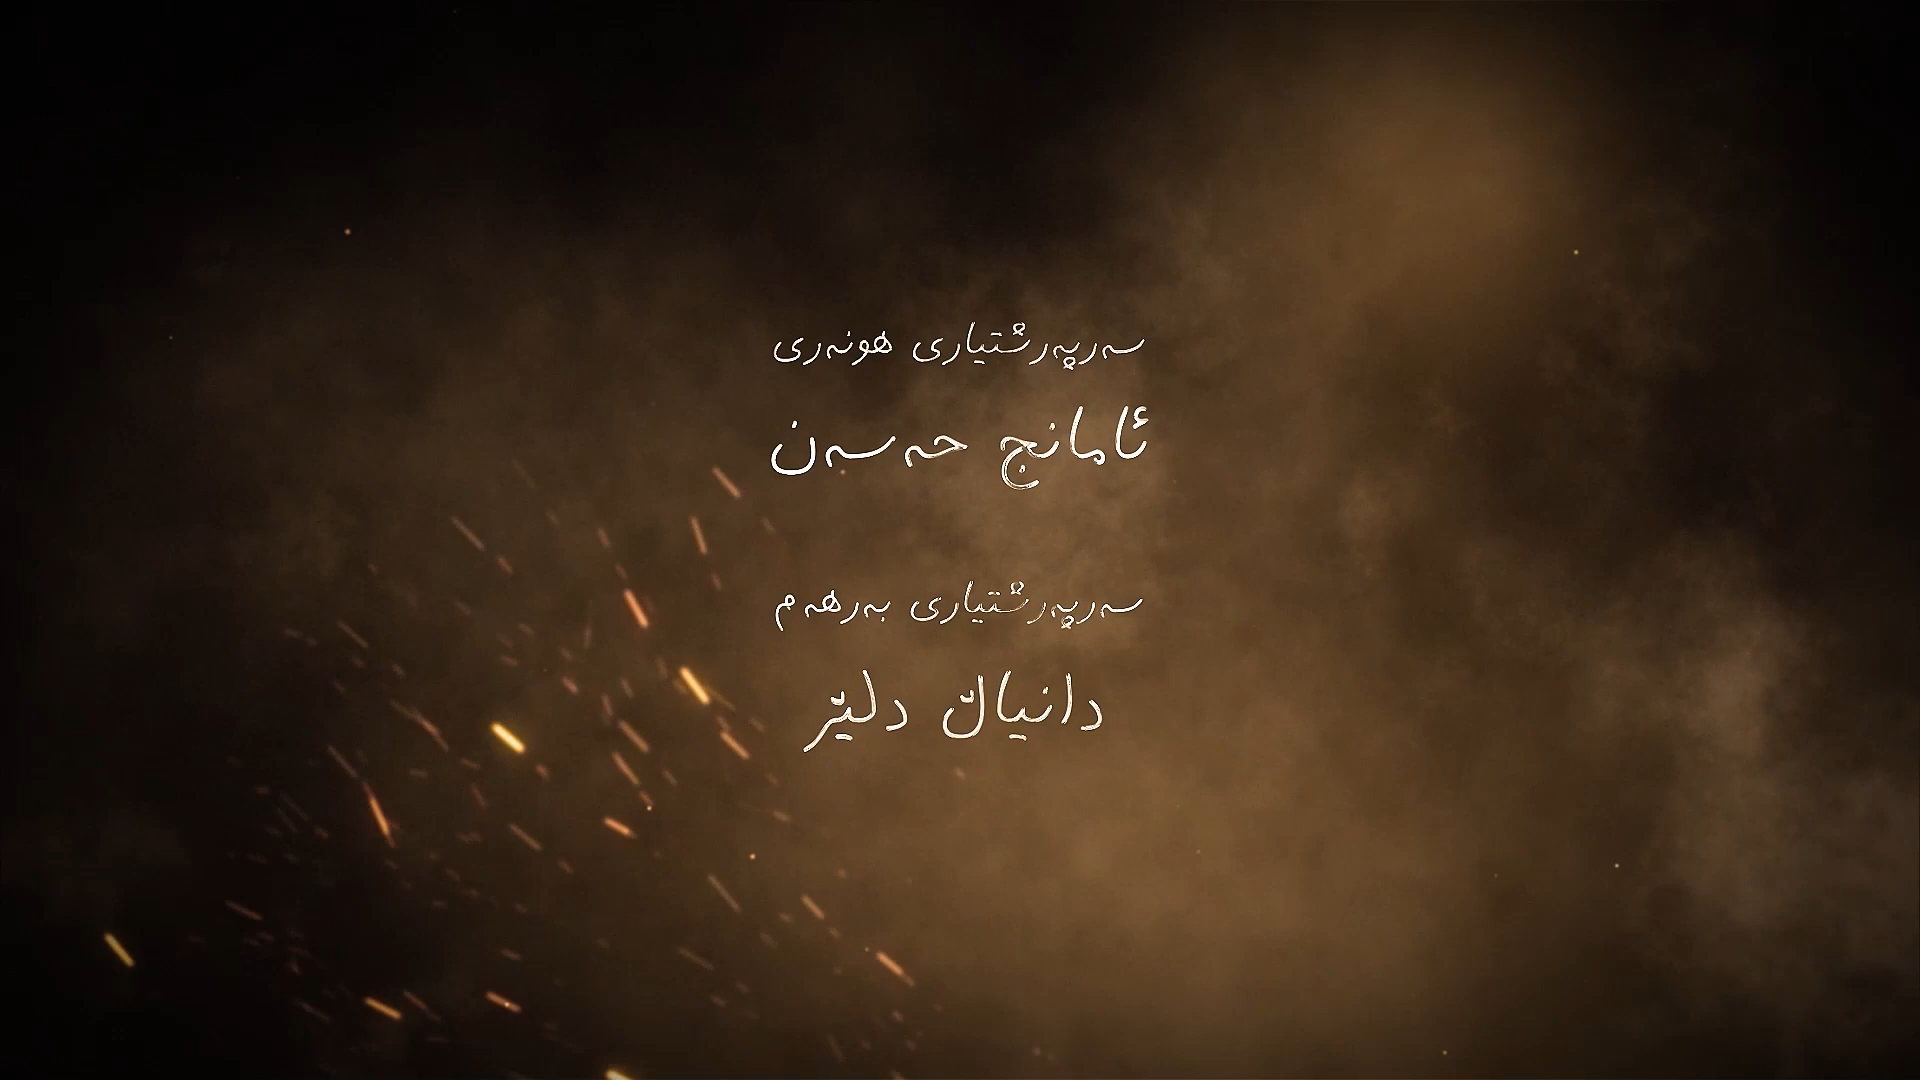 سەرپەرشتیاری هونەری
ئامانج حەسەن
سەرپەرشتیاری بەرهەم
دانیاڵ دلێر